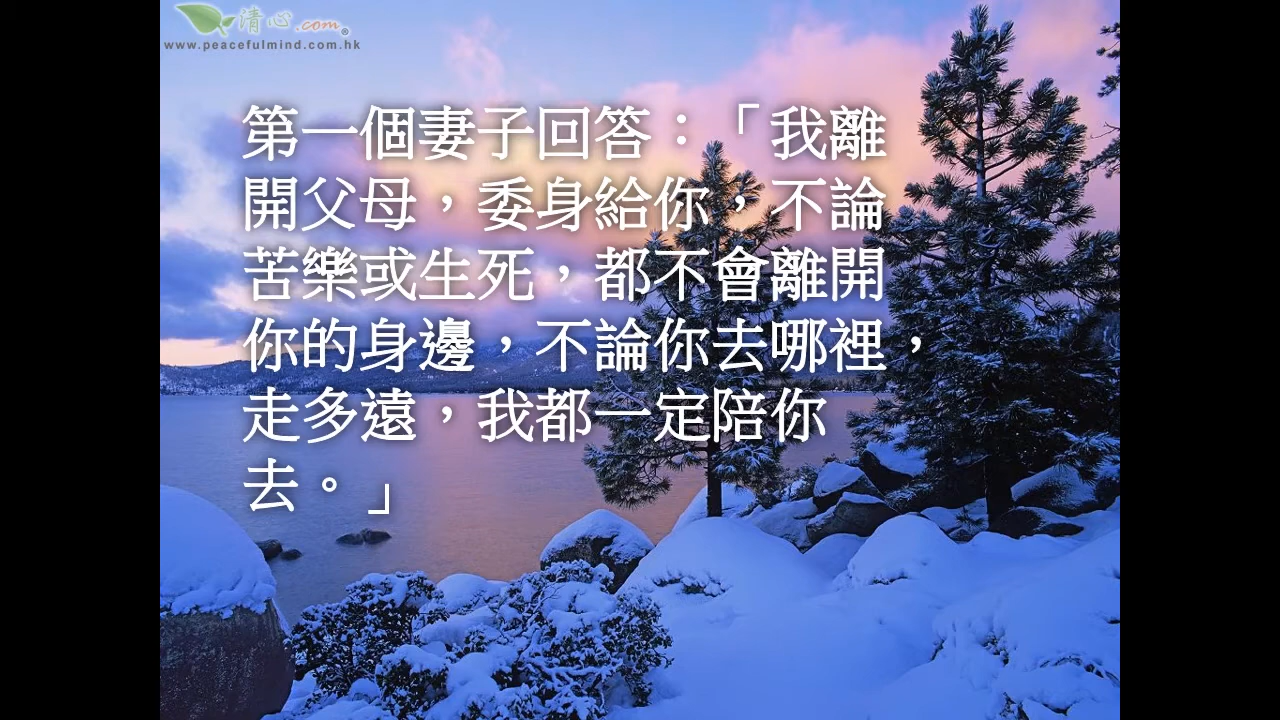 清心.com®
www.peacefulmind.com.hk
第一個妻子回答：「我離
開父母，委身給你，不論
苦樂或生死，都不會離開
你的身邊，不論你去哪裡，
走多遠，我都一定陪你
去。」